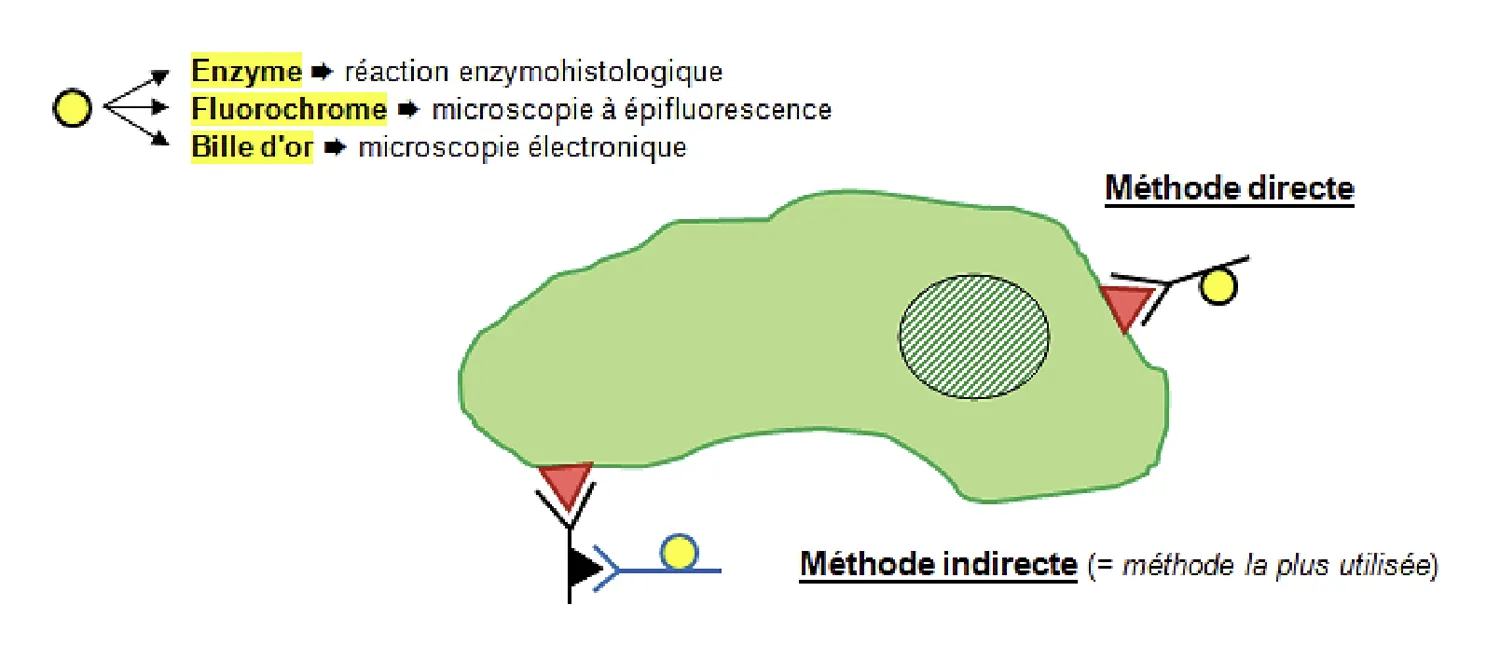 Enzyme 🡆 réaction enzymohistologique
Fluorochrome 🡆 microscopie à épifluorescence
Bille d'or 🡆 microscopie électronique
Méthode directe
Méthode indirecte (= méthode la plus utilisée)